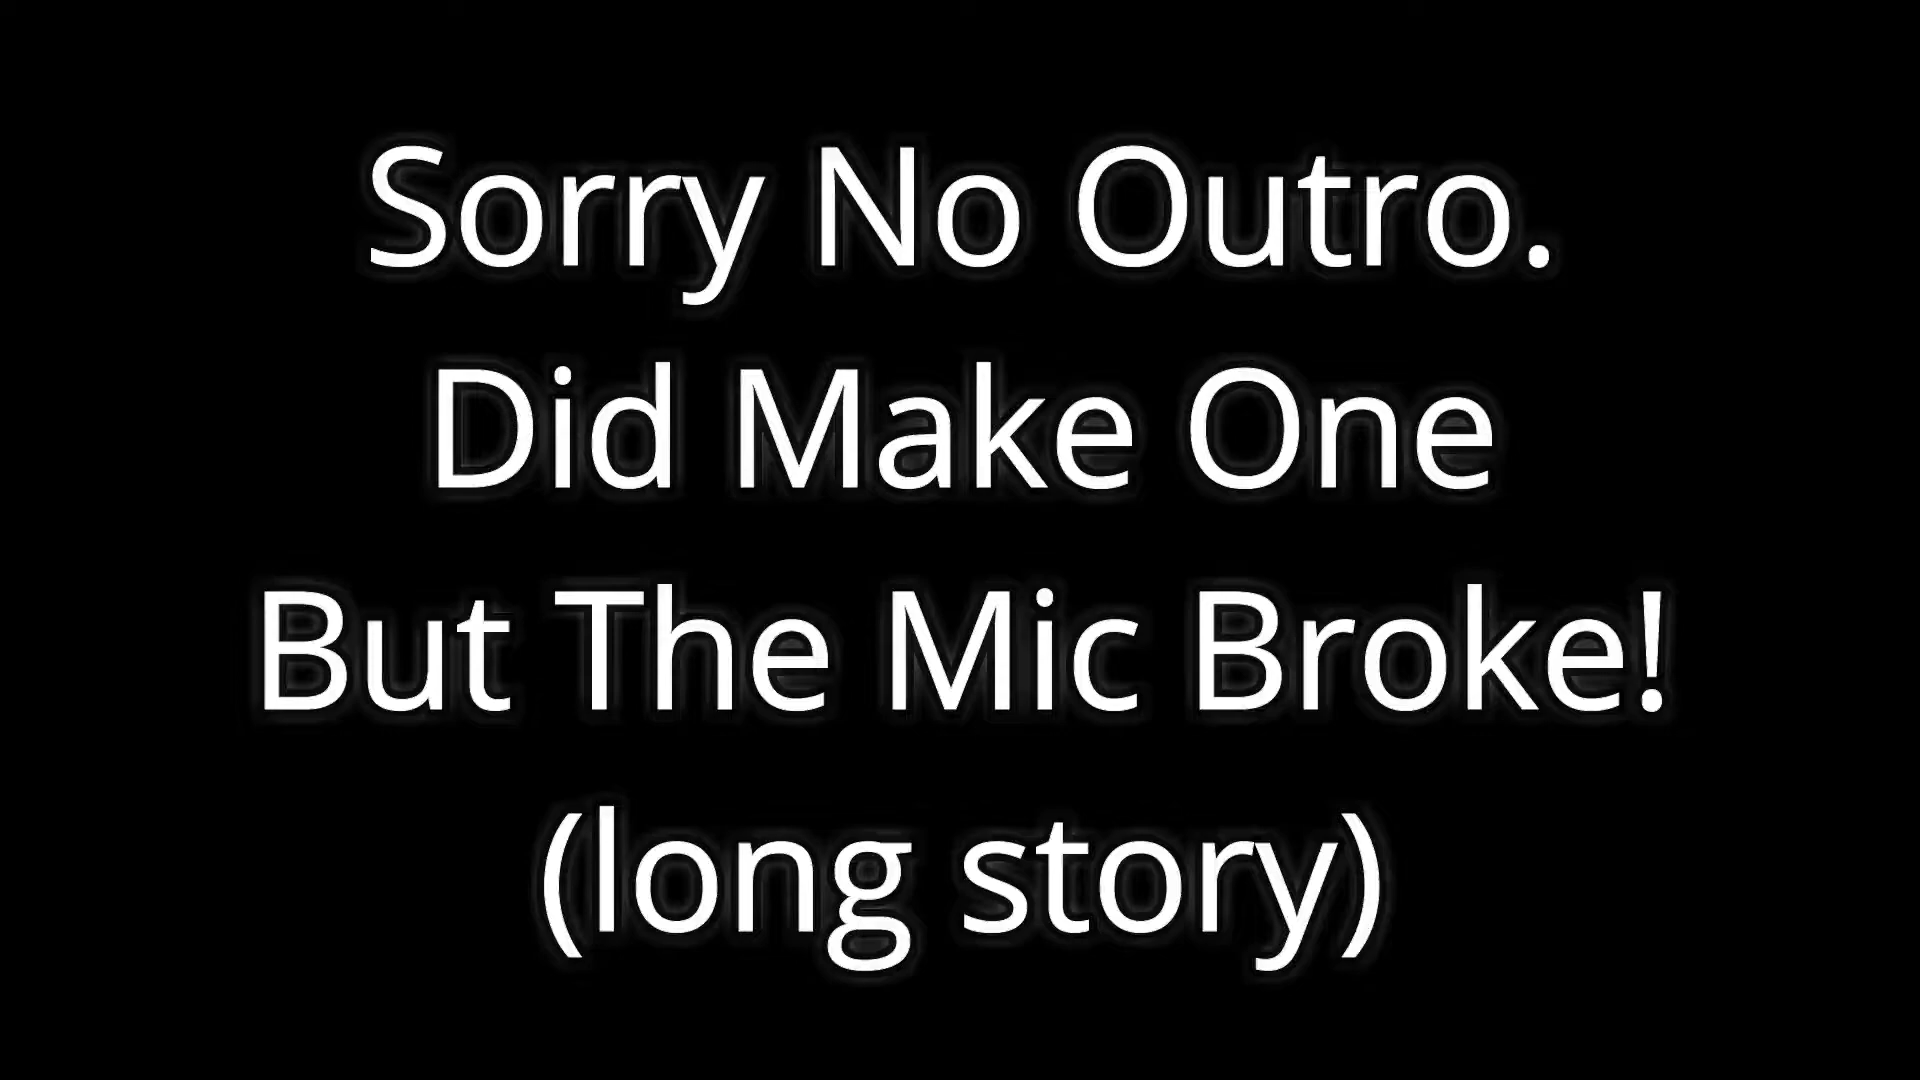 Sorry No Outro.
Did Make One
But The Mic Broke!
(long story)